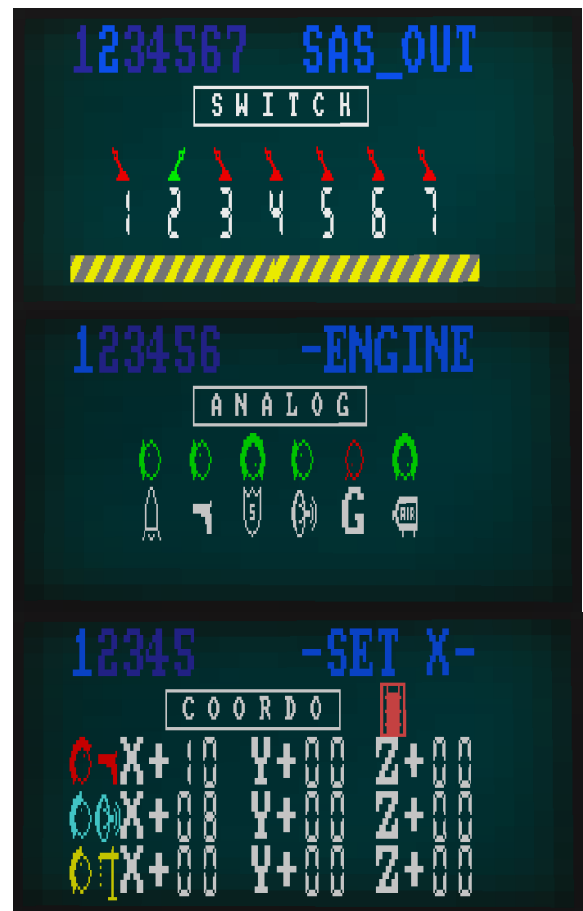 1234567 SAS_OUT
SWITCH
1 2 3 4 5 6 7
123456 -ENGINE
ANALOG
S G AIR
12345 -SET X-
COORDO
X+10 Y+00 Z+00
X+08 Y+00 Z+00
X+00 Y+00 Z+00